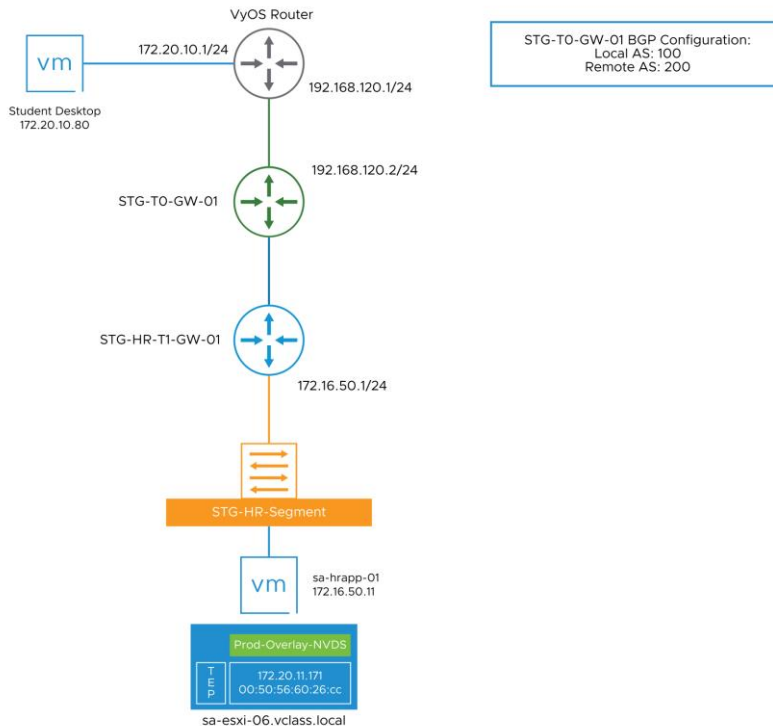 VyOS Router
172.20.10.1/24
vm
Student Desktop
172.20.10.80
192.168.120.1/24
STG-T0-GW-01 BGP Configuration:
Local AS: 100
Remote AS: 200
192.168.120.2/24
STG-T0-GW-01
STG-HR-T1-GW-01
172.16.50.1/24
STG-HR-Segment
vm
sa-hrapp-01
172.16.50.11
Prod-Overlay-NVDS
TEP
172.20.11.171
00:50:56:60:26:cc
sa-esxi-06.vclass.local